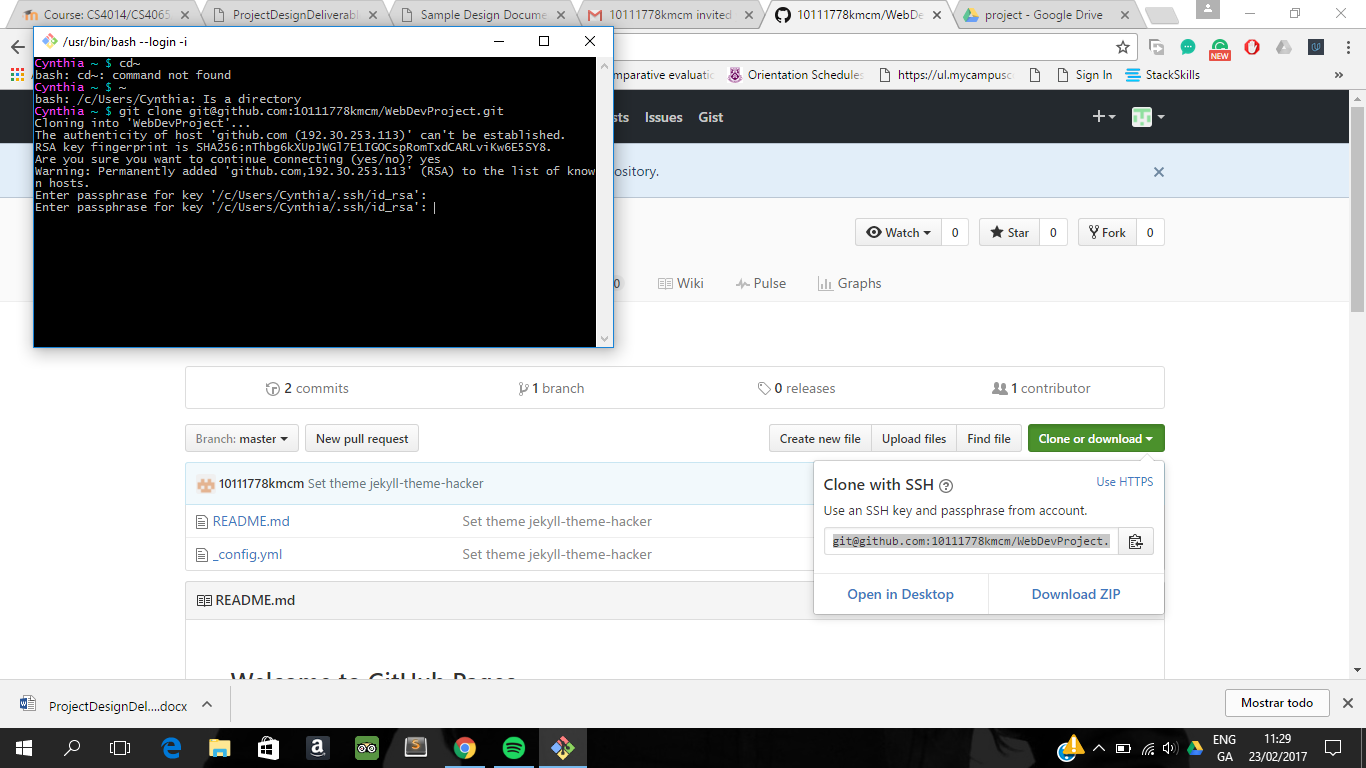 Course: CS4014/CS4065
ProjectDesignDeliverabl
Sample Design Docume
10111778kmcm invited
10111778kmcm/WebDe
project - Google Drive
/usr/bin/bash --login -i
NEW
mparative evaluatic
Orientation Schedules
https://ul.mycampusc
Sign In
StackSkills
»
Cynthia ~ $ cd~
bash: cd~: command not found
Cynthia ~ $ ~
bash: /c/Users/Cynthia: Is a directory
Cynthia ~ $ git clone git@github.com:10111778kmcm/WebDevProject.git
Cloning into 'WebDevProject'...
The authenticity of host 'github.com (192.30.253.113)' can't be established.
RSA key fingerprint is SHA256:nThbg6kXUpJWGl7E1IGOCspRomTxdCARLviKw6E5SY8.
Are you sure you want to continue connecting (yes/no)? yes
Warning: Permanently added 'github.com,192.30.253.113' (RSA) to the list of know
n hosts.
Enter passphrase for key '/c/Users/Cynthia/.ssh/id_rsa':
Enter passphrase for key '/c/Users/Cynthia/.ssh/id_rsa':
sts Issues Gist
ository.
Watch 0
Star 0
Fork 0
0
Wiki
Pulse
Graphs
2 commits
1 branch
0 releases
1 contributor
Branch: master
New pull request
Create new file
Upload files
Find file
Clone or download
10111778kmcm Set theme jekyll-theme-hacker
README.md Set theme jekyll-theme-hacker
_config.yml Set theme jekyll-theme-hacker
Clone with SSH
Use HTTPS
Use an SSH key and passphrase from account.
git@github.com:10111778kmcm/WebDevProject.
Open in Desktop
Download ZIP
README.md
Welcome to GitHub Pages
ProjectDesignDel....docx
Mostrar todo
ENG
GA
11:29
23/02/2017